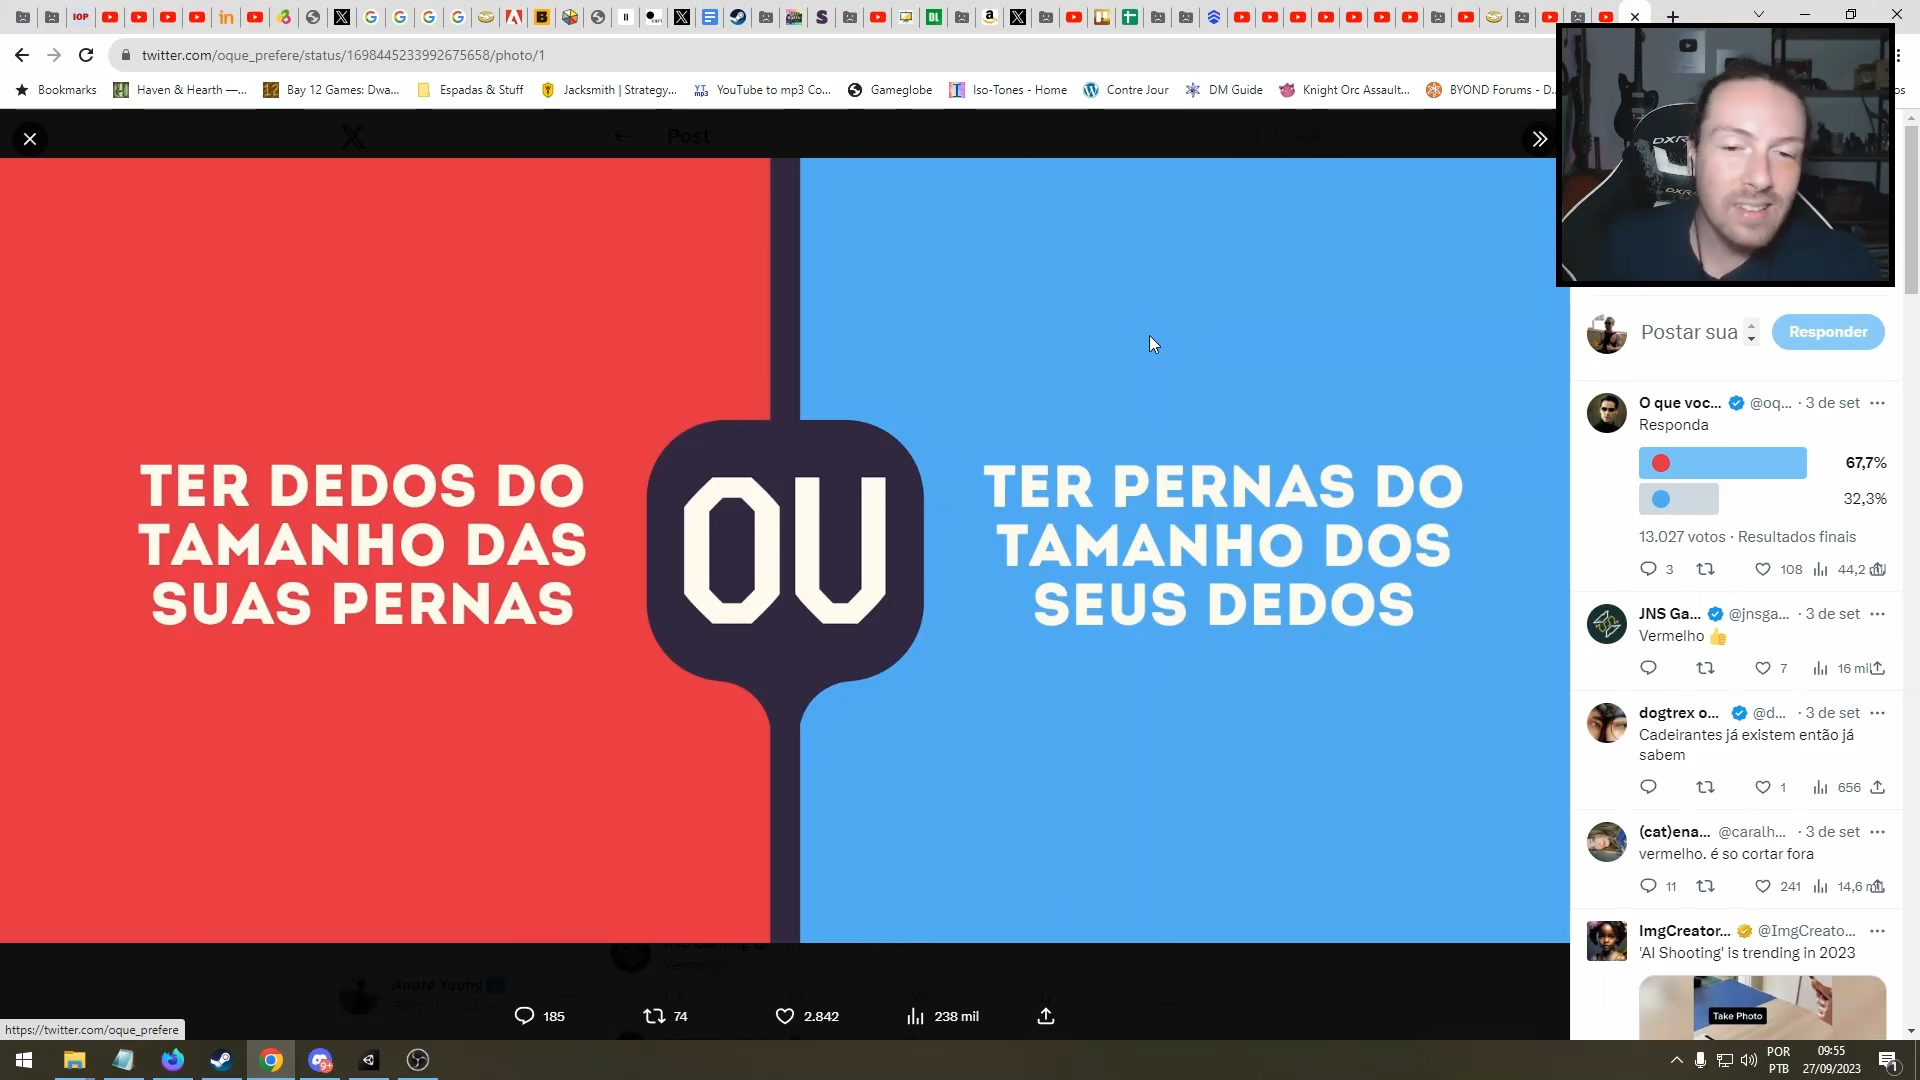 IOP
twitter.com/oque_prefere/status/1698445233992675658/photo/1
Bookmarks
Haven & Hearth —...
Bay 12 Games: Dwa...
Espadas & Stuff
Jacksmith | Strategy...
YouTube to mp3 Co...
Gameglobe
Iso-Tones - Home
Contre Jour
DM Guide
Knight Orc Assault...
BYOND Forums - D...
Post
DXR
TER DEDOS DO
TAMANHO DAS
SUAS PERNAS
OU
TER PERNAS DO
TAMANHO DOS
SEUS DEDOS
Postar sua
Responder
O que voc... @oq... · 3 de set
Responda
67,7%
32,3%
13.027 votos · Resultados finais
3 108 44,2
JNS Ga... @jnsga... · 3 de set
Vermelho 👍
7 16 mil
dogtrex o... @d... · 3 de set
Cadeirantes já existem então já
sabem
1 656
(cat)ena... @caralh... · 3 de set
vermelho. é so cortar fora
11 241 14,6
ImgCreator... @ImgCreato...
'AI Shooting' is trending in 2023
Take Photo
André Young
185 74 2.842 238 mil
https://twitter.com/oque_prefere
POR
PTB
09:55
27/09/2023